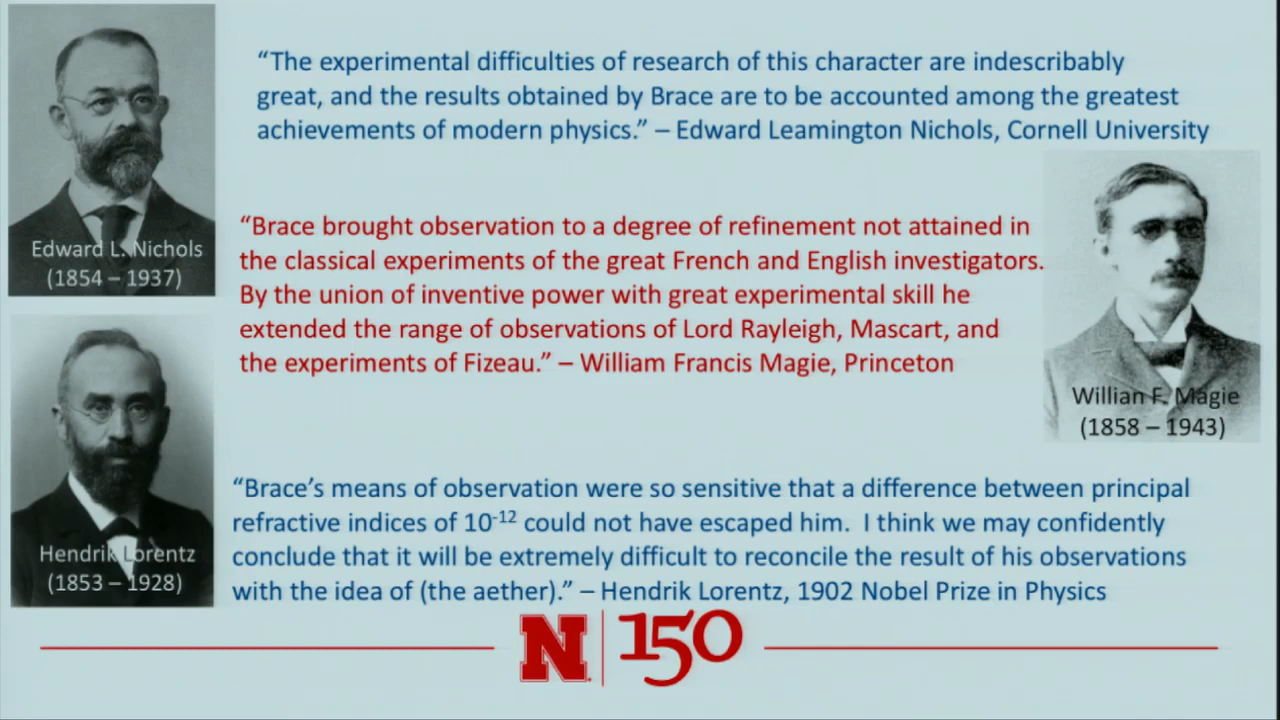 “The experimental difficulties of research of this character are indescribably
great, and the results obtained by Brace are to be accounted among the greatest
achievements of modern physics.” – Edward Leamington Nichols, Cornell University
Edward L. Nichols
(1854 – 1937)
“Brace brought observation to a degree of refinement not attained in
the classical experiments of the great French and English investigators.
By the union of inventive power with great experimental skill he
extended the range of observations of Lord Rayleigh, Mascart, and
the experiments of Fizeau.” – William Francis Magie, Princeton
Willian F. Magie
(1858 – 1943)
“Brace’s means of observation were so sensitive that a difference between principal
refractive indices of 10⁻¹² could not have escaped him. I think we may confidently
conclude that it will be extremely difficult to reconcile the result of his observations
with the idea of (the aether).” – Hendrik Lorentz, 1902 Nobel Prize in Physics
Hendrik Lorentz
(1853 – 1928)
N. | 150